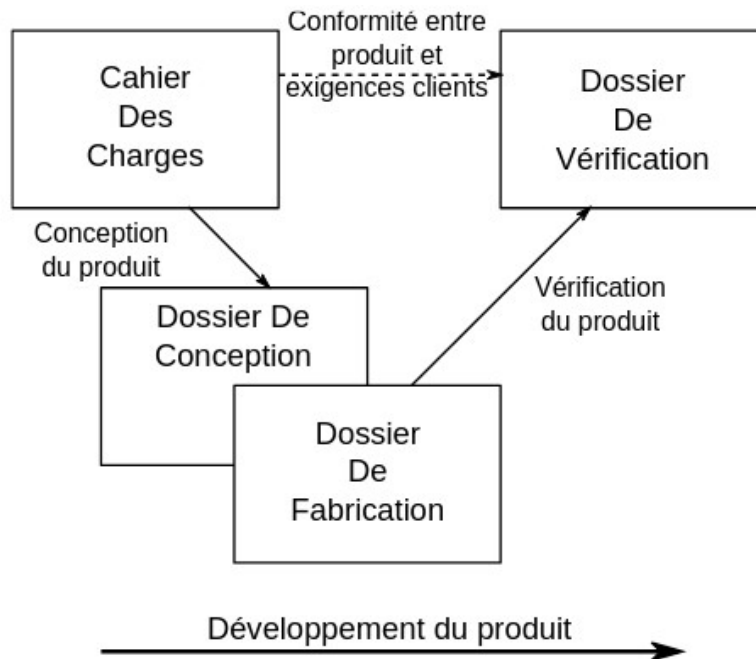 Cahier
Des
Charges
Conformité entre
produit et
exigences clients
Dossier
De
Vérification
Conception
du produit
Dossier De
Conception
Dossier
De
Fabrication
Vérification
du produit
Développement du produit